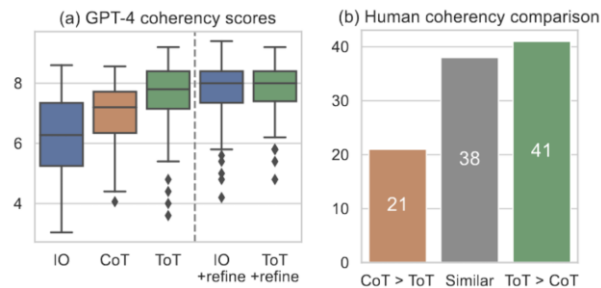 (a) GPT-4 coherency scores
8
6
4
IO CoT ToT IO +refine ToT +refine
(b) Human coherency comparison
40
30
20
10
0
21
38
41
CoT > ToT Similar ToT > CoT